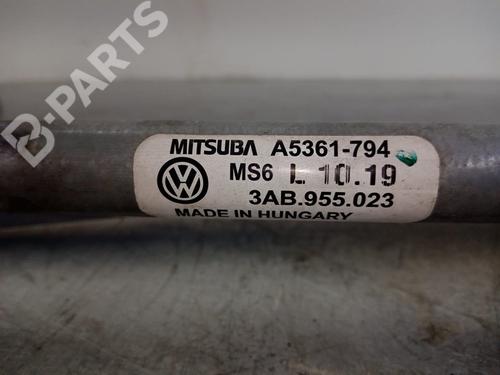 B-PARTS
MITSUBA A5361-794
MS6 L 10.19
3AB.955.023
MADE IN HUNGARY